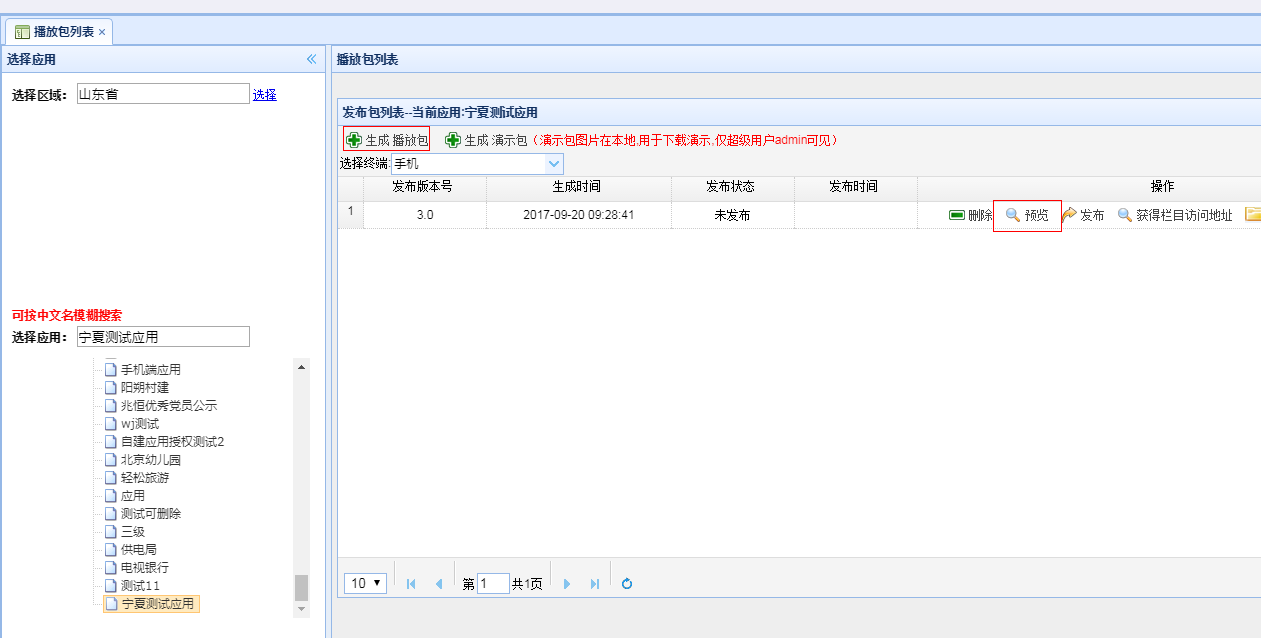 播放包列表
选择应用
选择区域： 山东省 选择
可按中文名模糊搜索
选择应用： 宁夏测试应用
手机端应用
阳朔村建
兆恒优秀党员公示
wj测试
自建应用授权测试2
北京幼儿园
轻松旅游
应用
测试可删除
三级
供电局
电视银行
测试11
宁夏测试应用
播放包列表
发布包列表--当前应用:宁夏测试应用
生成 播放包 生成 演示包（演示包图片在本地,用于下载演示,仅超级用户admin可见）
选择终端: 手机
发布版本号 生成时间 发布状态 发布时间 操作
1 3.0 2017-09-20 09:28:41 未发布 删除 预览 发布 获得栏目访问地址
10 第 1 共1页